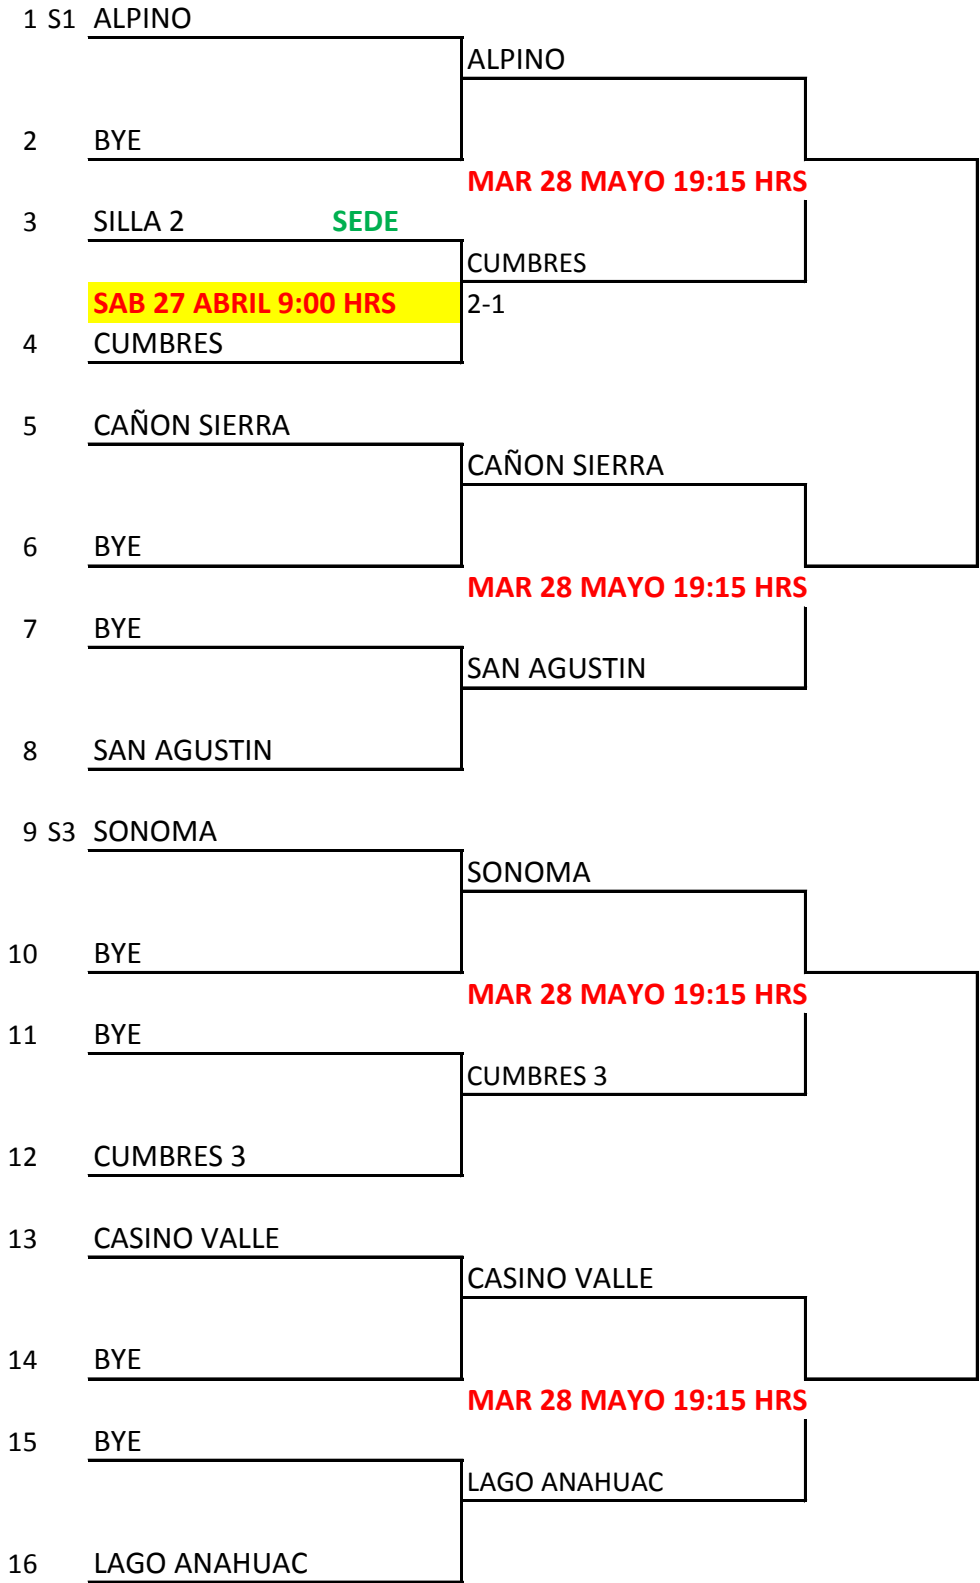 1 S1 ALPINO
ALPINO
2 BYE
MAR 28 MAYO 19:15 HRS
3 SILLA 2 SEDE
CUMBRES
SAB 27 ABRIL 9:00 HRS 2-1
4 CUMBRES
5 CAÑON SIERRA
CAÑON SIERRA
6 BYE
MAR 28 MAYO 19:15 HRS
7 BYE
SAN AGUSTIN
8 SAN AGUSTIN
9 S3 SONOMA
SONOMA
10 BYE
MAR 28 MAYO 19:15 HRS
11 BYE
CUMBRES 3
12 CUMBRES 3
13 CASINO VALLE
CASINO VALLE
14 BYE
MAR 28 MAYO 19:15 HRS
15 BYE
LAGO ANAHUAC
16 LAGO ANAHUAC